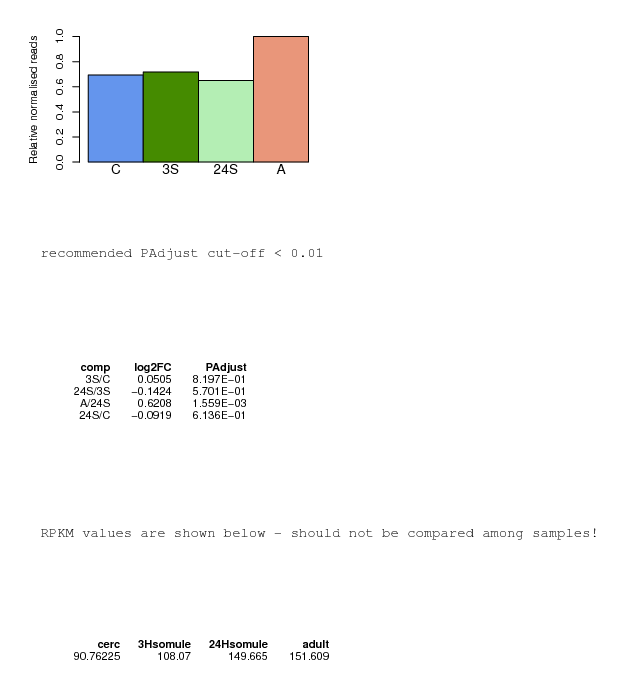 Relative normalised reads
1.0
0.8
0.6
0.4
0.2
0.0
C 3S 24S A
recommended PAdjust cut-off < 0.01
comp log2FC PAdjust
3S/C 0.0505 8.197E−01
24S/3S −0.1424 5.701E−01
A/24S 0.6208 1.559E−03
24S/C −0.0919 6.136E−01
RPKM values are shown below - should not be compared among samples!
cerc 3Hsomule 24Hsomule adult
90.76225 108.07 149.665 151.609